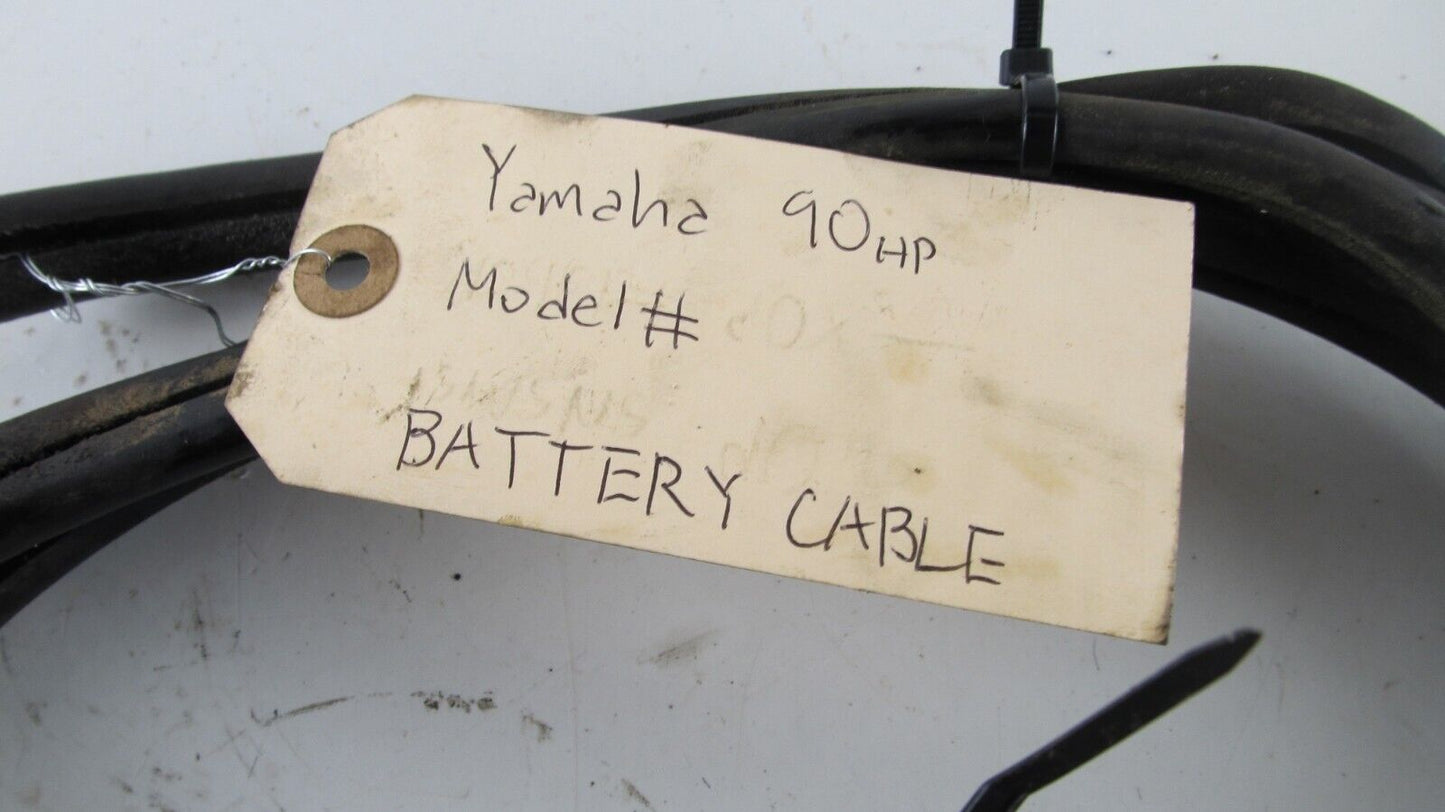 Yamaha 90HP
Model#
BATTERY CABLE